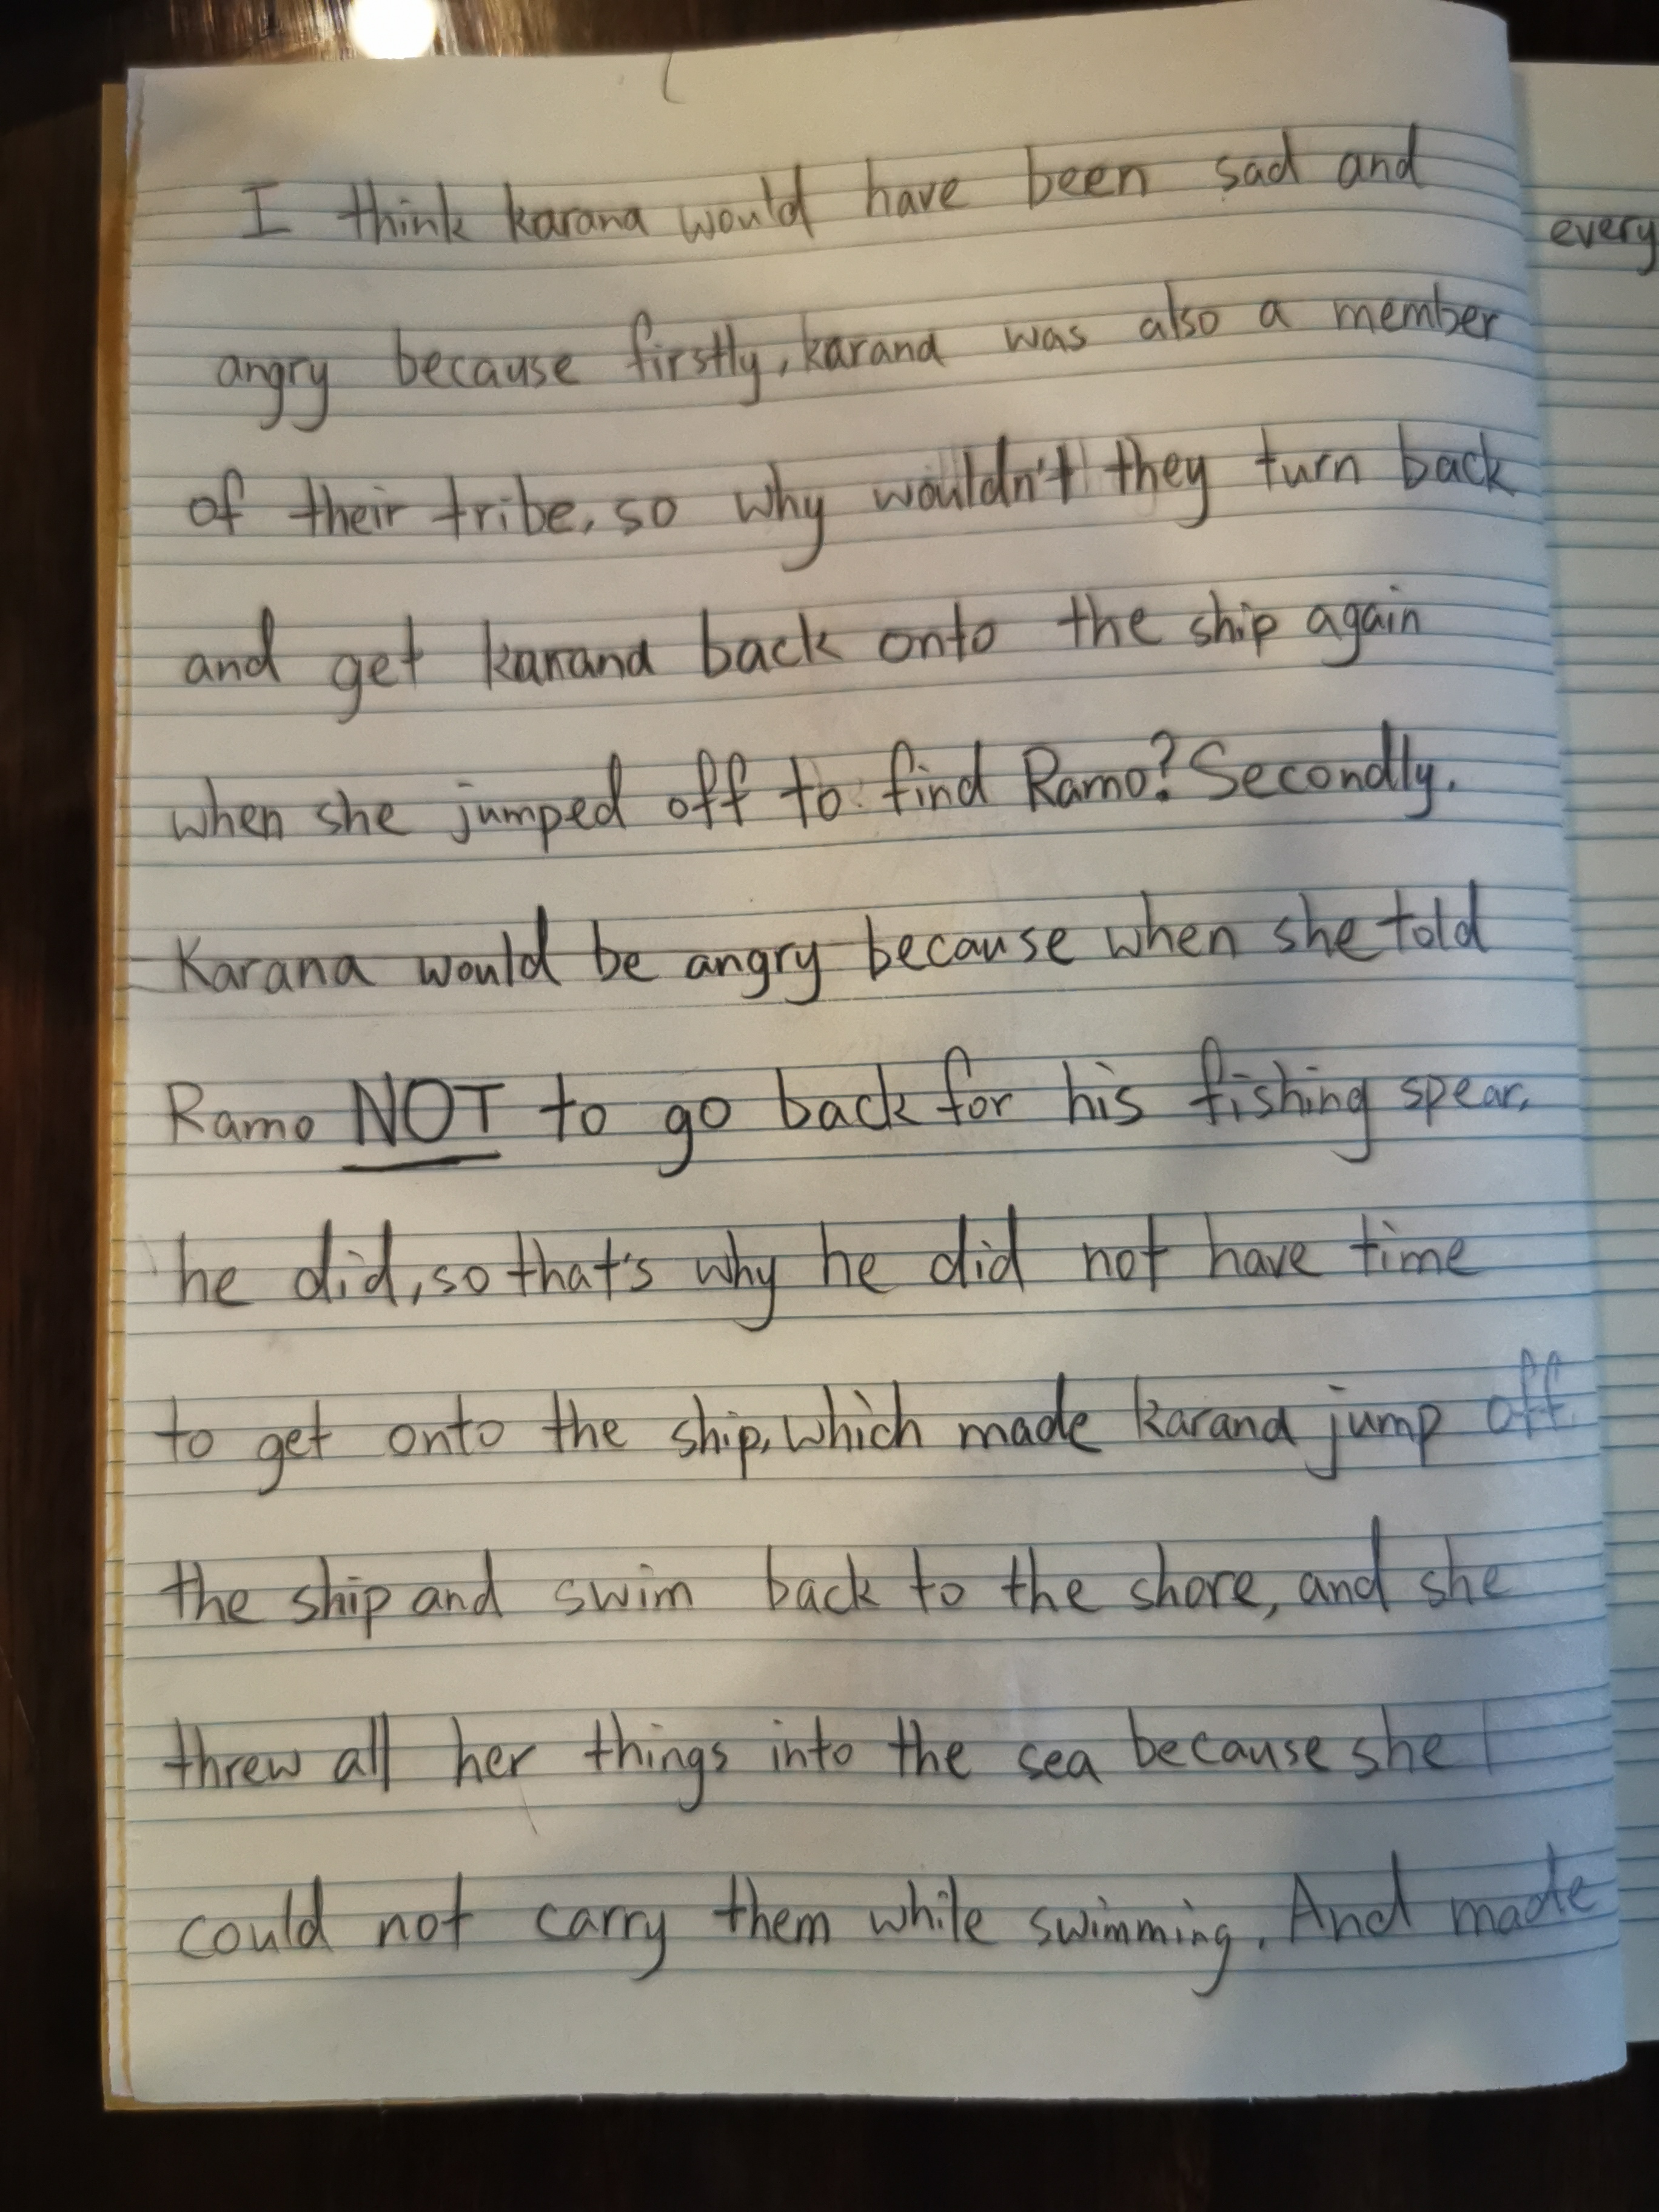 I think karana would have been sad and
angry because firstly, karana was also a member
of their tribe, so why wouldn't they turn back
and get karana back onto the ship again
when she jumped off to find Ramo? Secondly,
Karana would be angry because when she told
Ramo NOT to go back for his fishing spear,
he did, so that's why he did not have time
to get onto the ship, which made karana jump off
the ship and swim back to the shore, and she
threw all her things into the sea because she
could not carry them while swimming. And made
every